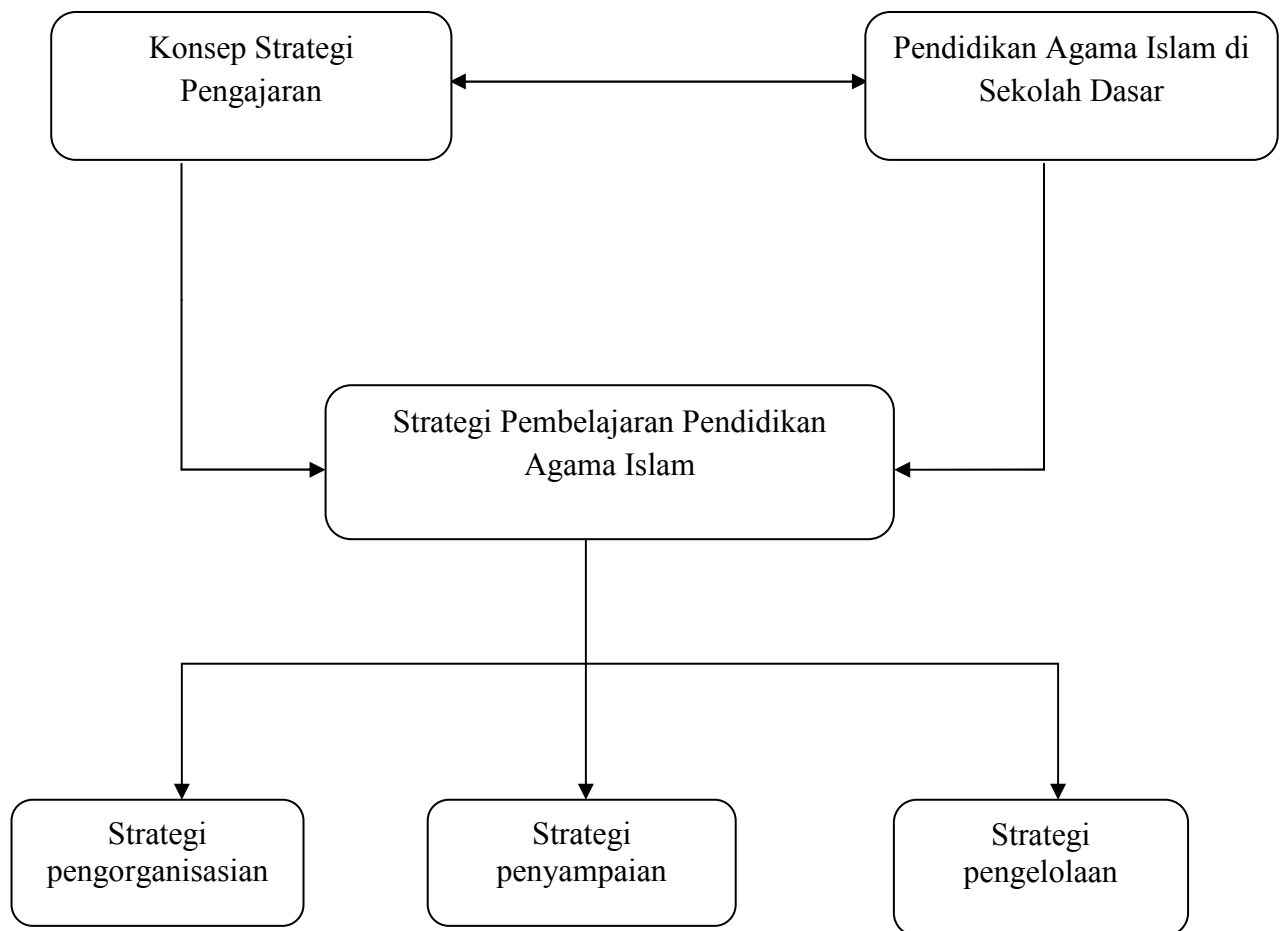 Konsep Strategi
Pengajaran
Pendidikan Agama Islam di
Sekolah Dasar
Strategi Pembelajaran Pendidikan
Agama Islam
Strategi
pengorganisasian
Strategi
penyampaian
Strategi
pengelolaan